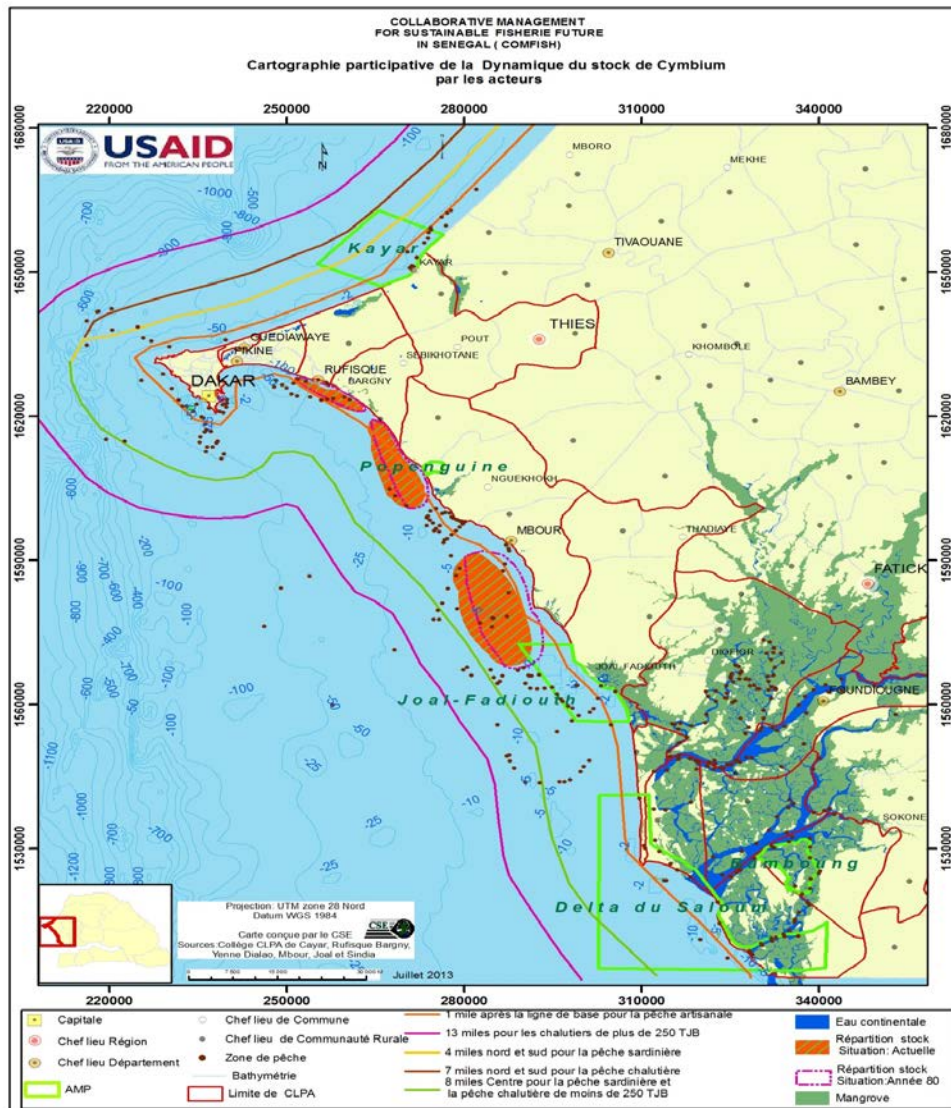 COLLABORATIVE MANAGEMENT
FOR SUSTAINABLE FISHERIE FUTURE
IN SENEGAL ( COMFISH)
Cartographie participative de la Dynamique du stock de Cymbium
par les acteurs
220000 250000 280000 310000 340000
1680000 1680000
USAID
FROM THE AMERICAN PEOPLE
MBORO
MEKHE
TIVAOUANE
Kayar
KAYAR
1650000 1650000
THIES
POUT
KHOMBOLE
GUEDIAWAYE
PIKINE
SEBIKHOTANE
RUFISQUE
BARGNY
DAKAR
BAMBEY
1620000 1620000
Popenguine
NGUEKHOKH
MBOUR
THADIAYE
1590000 1590000
FATICK
JOAL-FADIOUTH
DIOFIOR
Joal-Fadiouth
FOUNDIOUGNE
1560000 1560000
SOKONE
1530000 1530000
Bamboung
Delta du Saloum
Projection: UTM zone 28 Nord
Datum WGS 1984
Carte conçue par le CSE
CSE
Sources:Collège CLPA de Cayar, Rufisque Bargny,
Yenne Dialao, Mbour, Joal et Sindia
Juillet 2013
220000 250000 280000 310000 340000
Capitale
Chef lieu Région
Chef lieu Département
AMP
Chef lieu de Commune
Chef lieu de Communauté Rurale
Zone de pêche
Bathymétrie
Limite de CLPA
1 mile après la ligne de base pour la pêche artisanale
13 miles pour les chalutiers de plus de 250 TJB
4 miles nord et sud pour la pêche sardinière
7 miles nord et sud pour la pêche chalutière
8 miles Centre pour la pêche sardinière et
la pêche chalutière de moins de 250 TJB
Eau continentale
Répartition stock
Situation: Actuelle
Répartition stock
Situation:Année 80
Mangrove